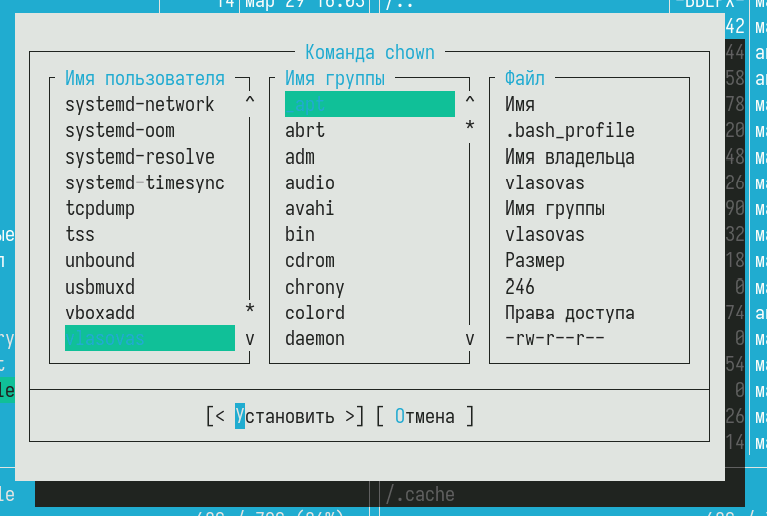 Команда chown
Имя пользователя
systemd-network
systemd-oom
systemd-resolve
systemd-timesync
tcpdump
tss
unbound
usbmuxd
vboxadd
Имя группы
abrt
adm
audio
avahi
bin
cdrom
chrony
colord
daemon
Файл
Имя
.bash_profile
Имя владельца
vlasovas
Имя группы
vlasovas
Размер
246
Права доступа
-rw-r--r--
[< Установить >] [ Отмена ]
/.cache